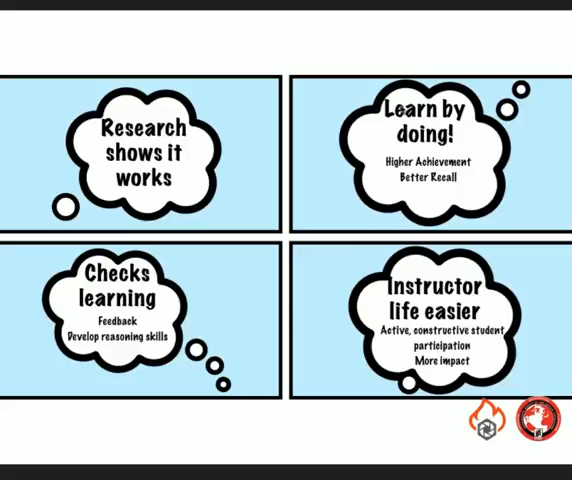 Research
shows it
works
Learn by
doing!
Higher Achievement
Better Recall
Checks
learning
Feedback
Develop reasoning skills
Instructor
life easier
Active, constructive student
participation
More impact